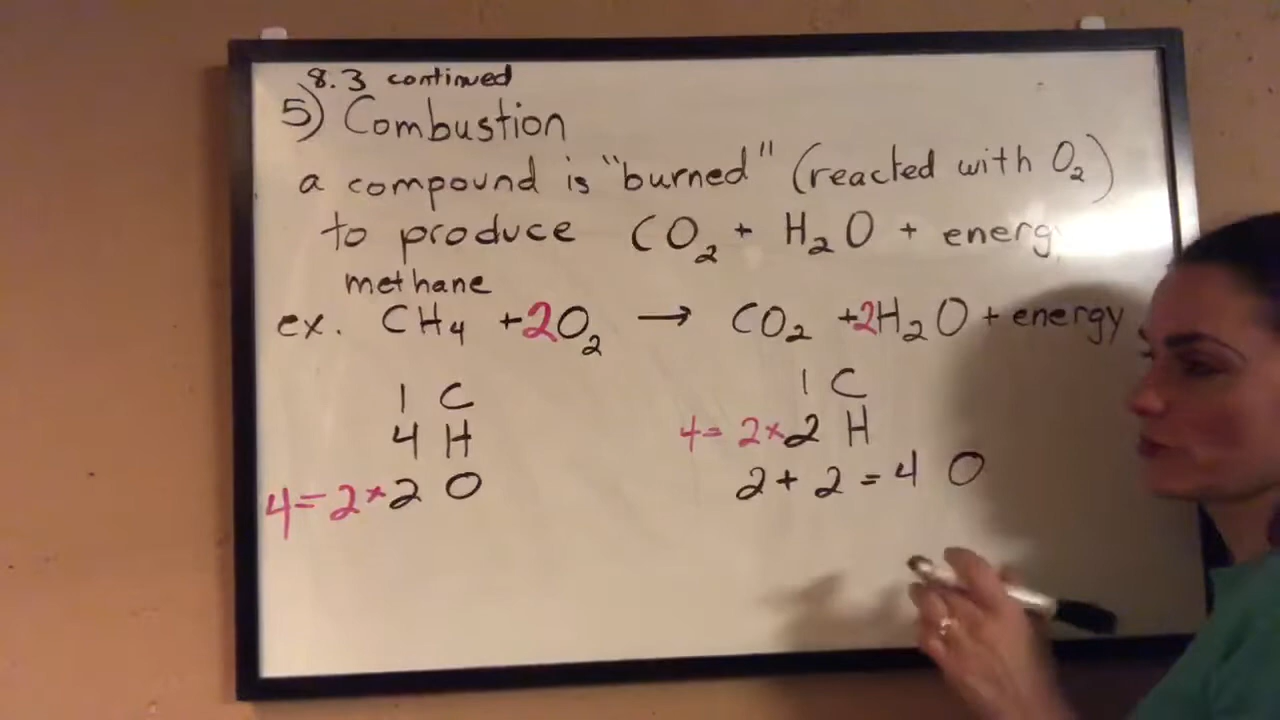 8.3 continued
5) Combustion
a compound is "burned" (reacted with O₂)
to produce CO₂ + H₂O + energ
methane
ex. CH₄ +2O₂ → CO₂ +2H₂O + energy
1 C 1 C
4 H 4= 2×2 H
4=2×2 O 2+2=4 O